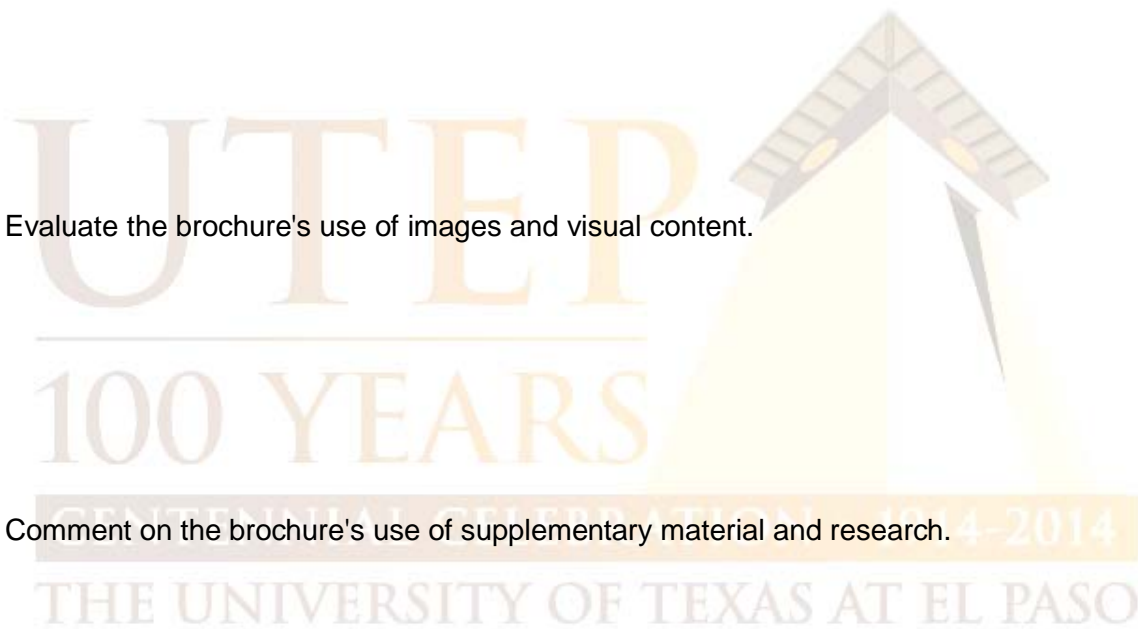 UTEP
Evaluate the brochure's use of images and visual content.
100 YEARS
CENTENNIAL CELEBRATION 1914-2014
Comment on the brochure's use of supplementary material and research.
THE UNIVERSITY OF TEXAS AT EL PASO